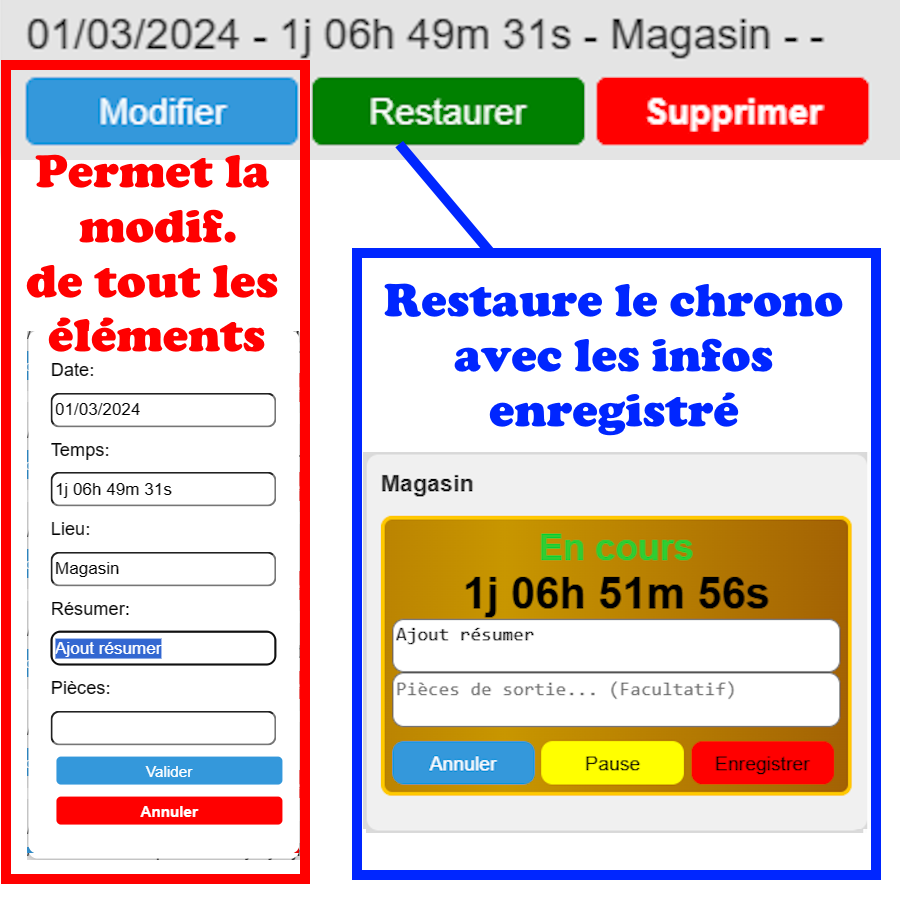 01/03/2024 - 1j 06h 49m 31s - Magasin - -
Modifier
Restaurer
Supprimer
Permet la
modif.
de tout les
éléments
Date:
01/03/2024
Temps:
1j 06h 49m 31s
Lieu:
Magasin
Résumer:
Ajout résumer
Pièces:
Valider
Annuler
Restaure le chrono
avec les infos
enregistré
Magasin
En cours
1j 06h 51m 56s
Ajout résumer
Pièces de sortie... (Facultatif)
Annuler
Pause
Enregistrer